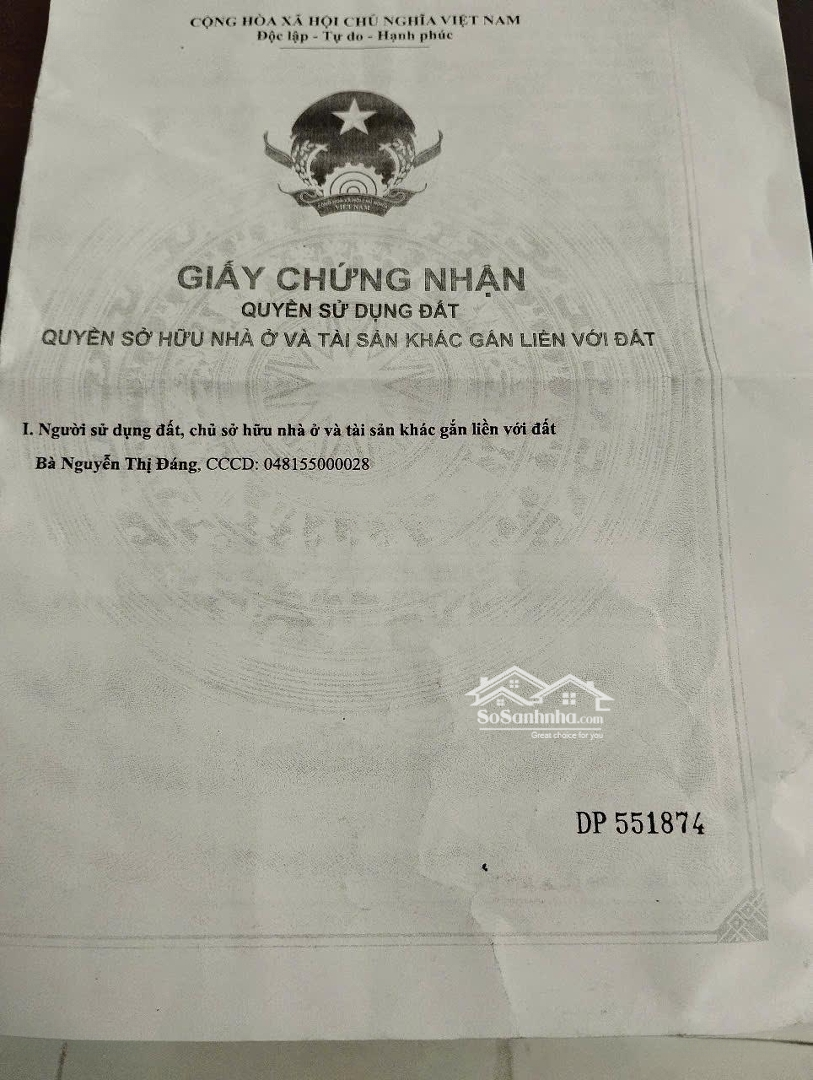 CỘNG HÒA XÃ HỘI CHỦ NGHĨA VIỆT NAM
Độc lập - Tự do - Hạnh phúc
VIỆT NAM
GIẤY CHỨNG NHẬN
QUYỀN SỬ DỤNG ĐẤT
QUYỀN SỞ HỮU NHÀ Ở VÀ TÀI SẢN KHÁC GẮN LIỀN VỚI ĐẤT
I. Người sử dụng đất, chủ sở hữu nhà ở và tài sản khác gắn liền với đất
Bà Nguyễn Thị Đáng, CCCD: 048155000028
SoSanhnha.com
Great choice for you
DP 551874